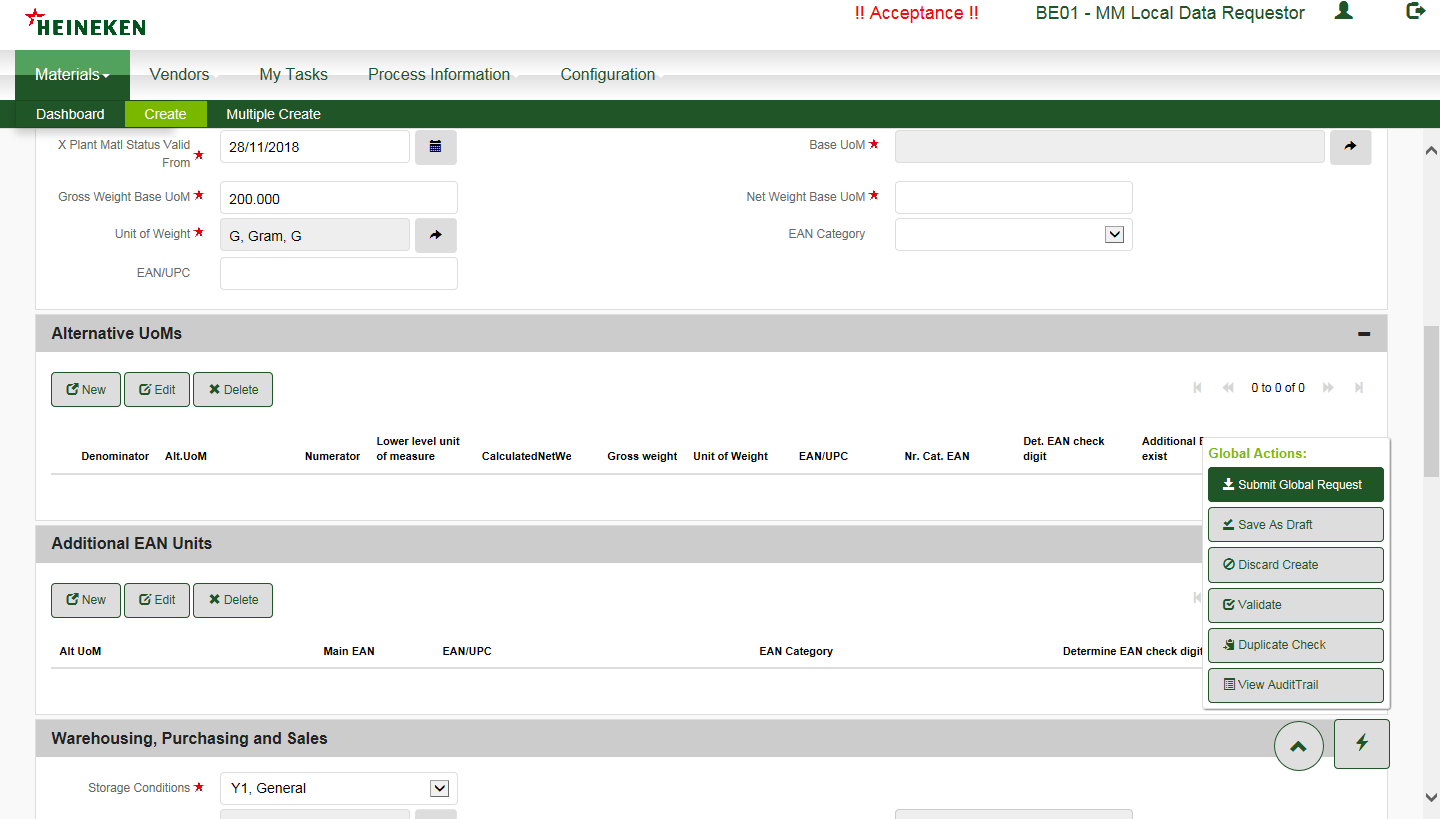 HEINEKEN
!! Acceptance !!
BE01 - MM Local Data Requestor
Materials
Vendors
My Tasks
Process Information
Configuration
Dashboard
Create
Multiple Create
X Plant Matl Status Valid
From
28/11/2018
Base UoM
Gross Weight Base UoM
200.000
Net Weight Base UoM
Unit of Weight
G, Gram, G
EAN Category
EAN/UPC
Alternative UoMs
New
Edit
Delete
0 to 0 of 0
Denominator
Alt.UoM
Numerator
Lower level unit
of measure
CalculatedNetWe
Gross weight
Unit of Weight
EAN/UPC
Nr. Cat. EAN
Det. EAN check
digit
Additional
exist
Global Actions:
Submit Global Request
Save As Draft
Discard Create
Validate
Duplicate Check
View AuditTrail
Additional EAN Units
New
Edit
Delete
Alt UoM
Main EAN
EAN/UPC
EAN Category
Determine EAN check digit
Warehousing, Purchasing and Sales
Storage Conditions
Y1, General